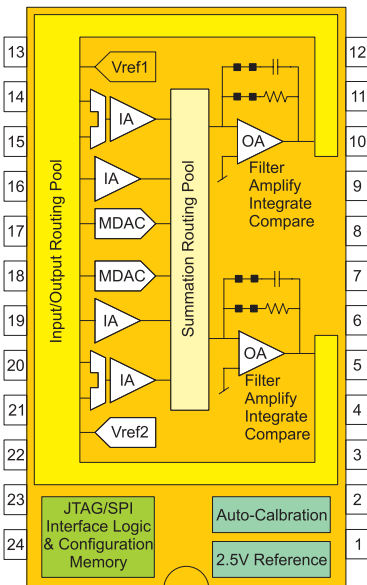 13
12
Vref1
14
11
IA
15
OA
10
Filter
Amplify
Integrate
Compare
16
IA
9
17
MDAC
8
Input/Output Routing Pool
Summation Routing Pool
18
MDAC
7
19
IA
6
20
OA
5
IA
Filter
Amplify
Integrate
Compare
21
4
Vref2
22
3
23
2
JTAG/SPI
Interface Logic
& Configuration
Memory
Auto-Calbration
24
2.5V Reference
1